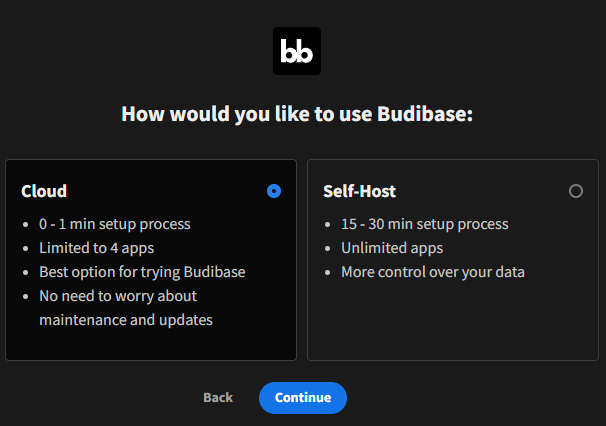 bb
How would you like to use Budibase:
Cloud
0 - 1 min setup process
Limited to 4 apps
Best option for trying Budibase
No need to worry about
maintenance and updates
Self-Host
15 - 30 min setup process
Unlimited apps
More control over your data
Back
Continue